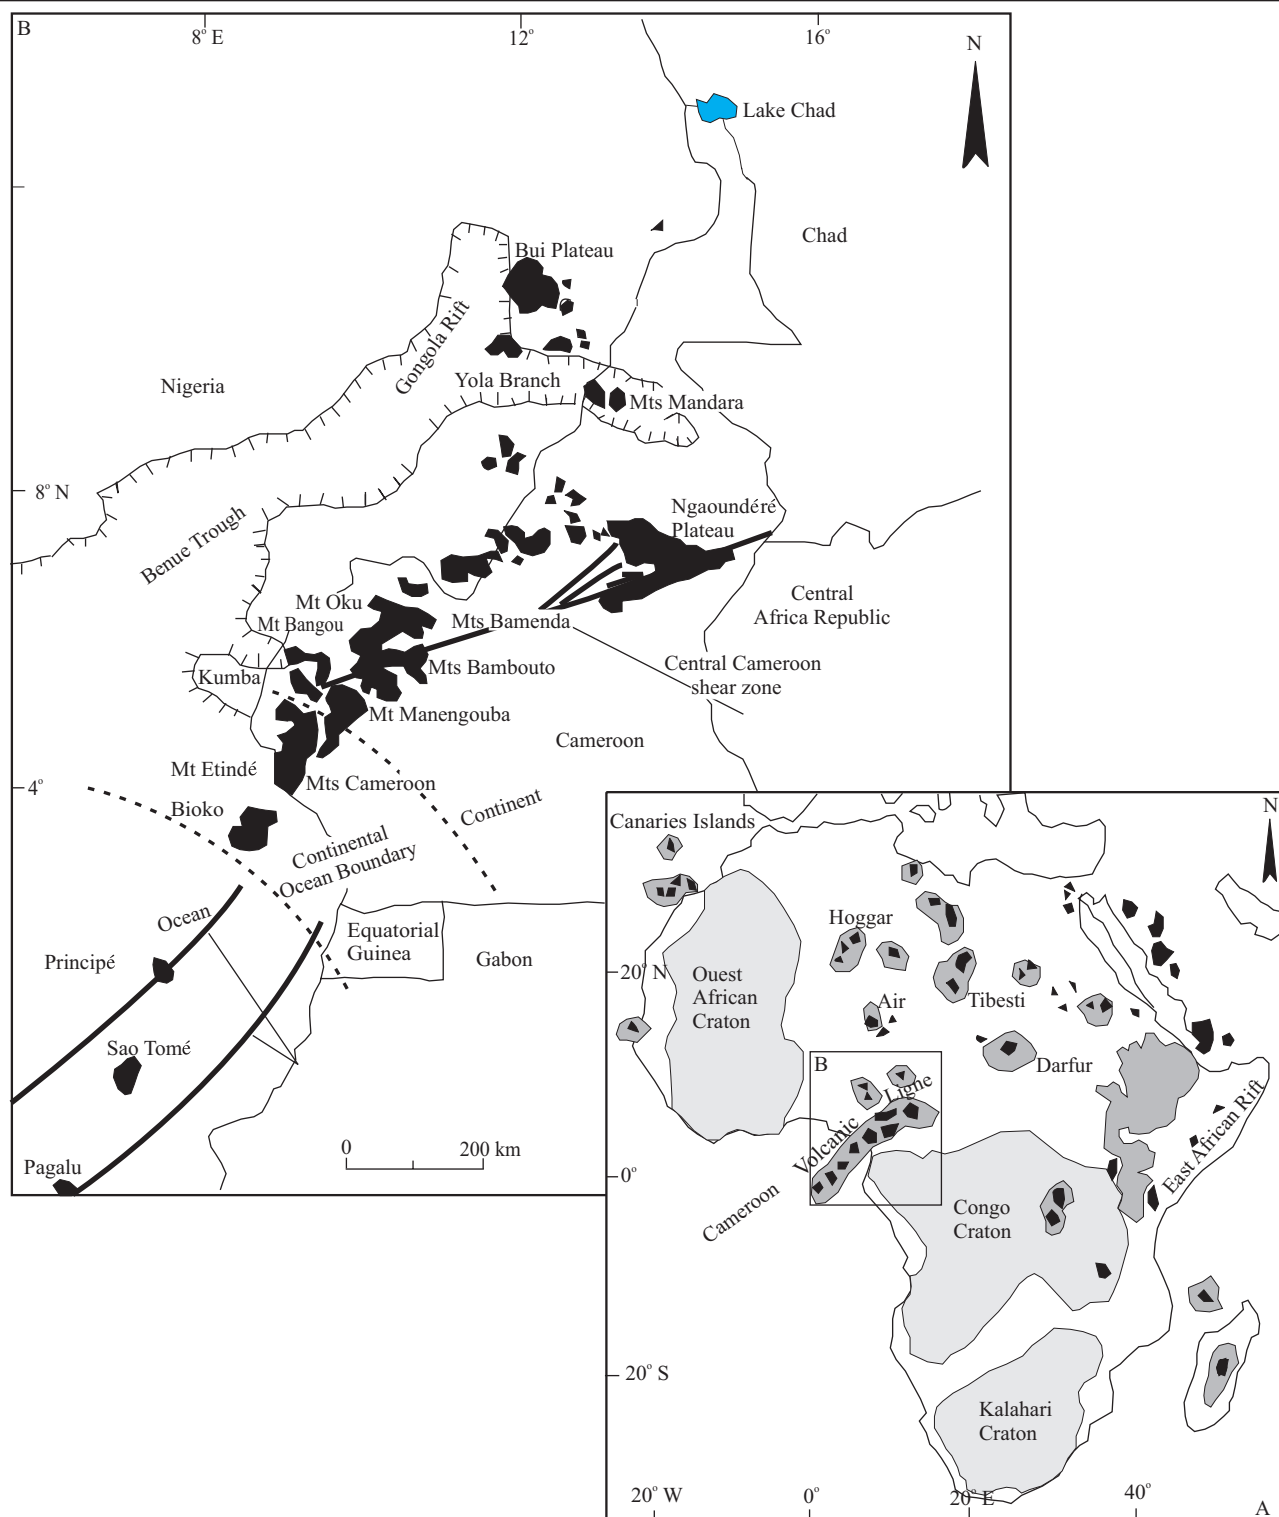 B
8° E
12°
16°
N
Lake Chad
Chad
Bui Plateau
Gongola Rift
Nigeria
Yola Branch
Mts Mandara
8° N
Ngaoundéré
Plateau
Benue Trough
Central
Africa Republic
Mt Oku
Mt Bangou
Mts Bamenda
Mts Bambouto
Central Cameroon
shear zone
Kumba
Mt Manengouba
Cameroon
Mt Etindé
Mts Cameroon
4°
Bioko
Continent
Continental
Ocean Boundary
Ocean
Equatorial
Guinea
Gabon
Principé
Sao Tomé
0
200 km
Pagalu
N
Canaries Islands
Hoggar
20° N
Ouest
African
Craton
Air
Tibesti
Darfur
B
Cameroon Volcanic Ligne
East African Rift
0°
Congo
Craton
20° S
Kalahari
Craton
20° W
0°
20° E
40°
A